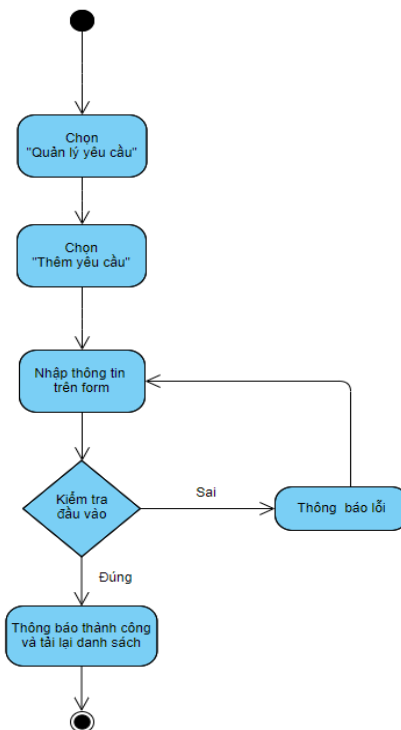 Chọn
"Quản lý yêu cầu"
Chọn
"Thêm yêu cầu"
Nhập thông tin
trên form
Kiểm tra
đầu vào
Sai
Thông báo lỗi
Đúng
Thông báo thành công
và tải lại danh sách